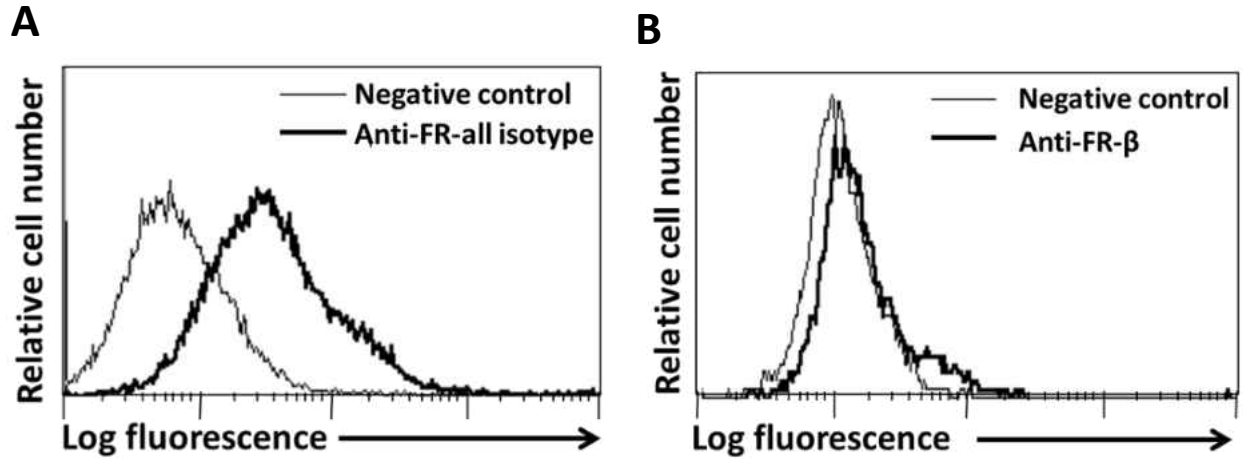 A
Relative cell number
Negative control
Anti-FR-all isotype
Log fluorescence
B
Relative cell number
Negative control
Anti-FR-β
Log fluorescence